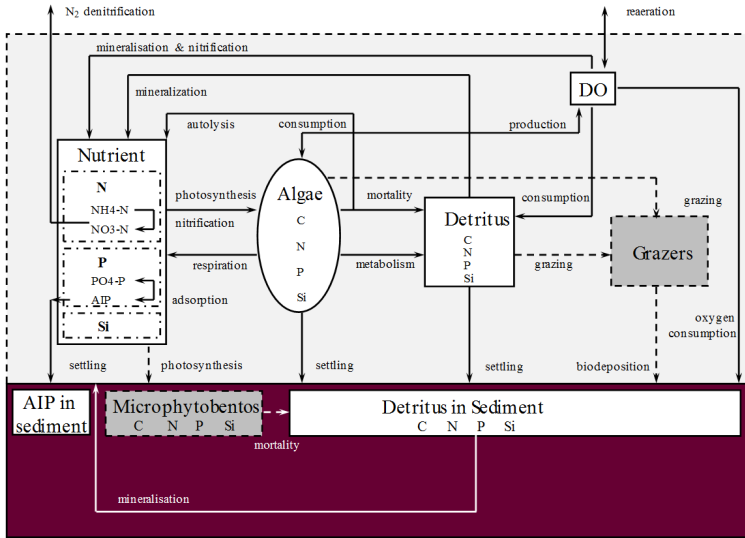 N₂ denitrification
reaeration
mineralisation & nitrification
mineralization
DO
autolysis
consumption
production
Nutrient
N
NH4-N
NO3-N
photosynthesis
nitrification
Algae
C
N
P
Si
mortality
consumption
grazing
Detritus
C
N
P
Si
Grazers
respiration
metabolism
grazing
P
PO4-P
AIP
adsorption
Si
oxygen
consumption
settling
photosynthesis
settling
settling
biodeposition
AIP in
sediment
Microphytobentos
C N P Si
mortality
Detritus in Sediment
C N P Si
mineralisation